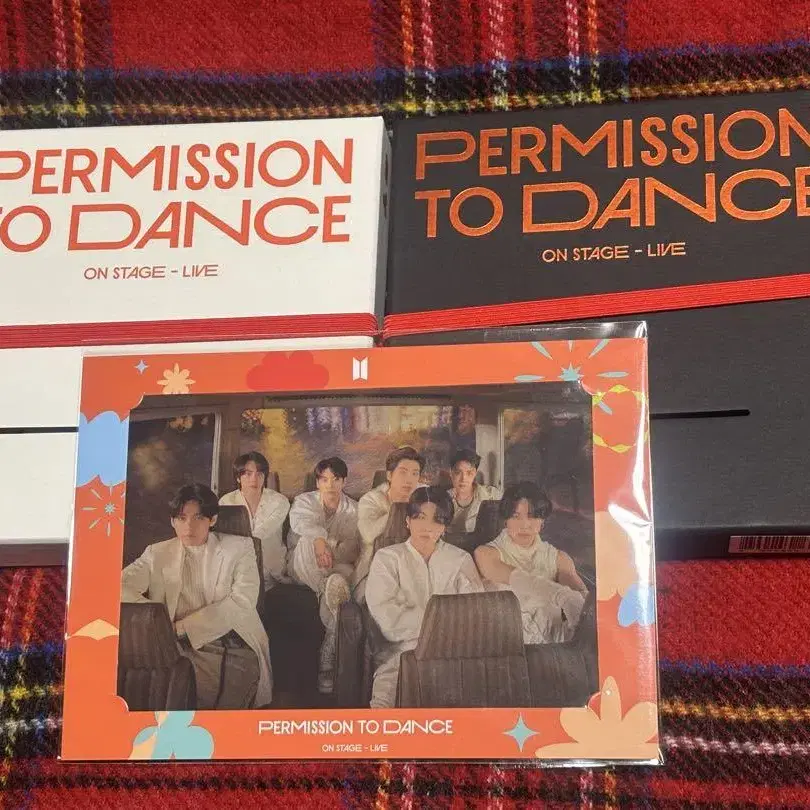 PERMISSION
TO DANCE
ON STAGE - LIVE
PERMISSION
TO DANCE
ON STAGE - LIVE
PERMISSION TO DANCE
ON STAGE - LIVE